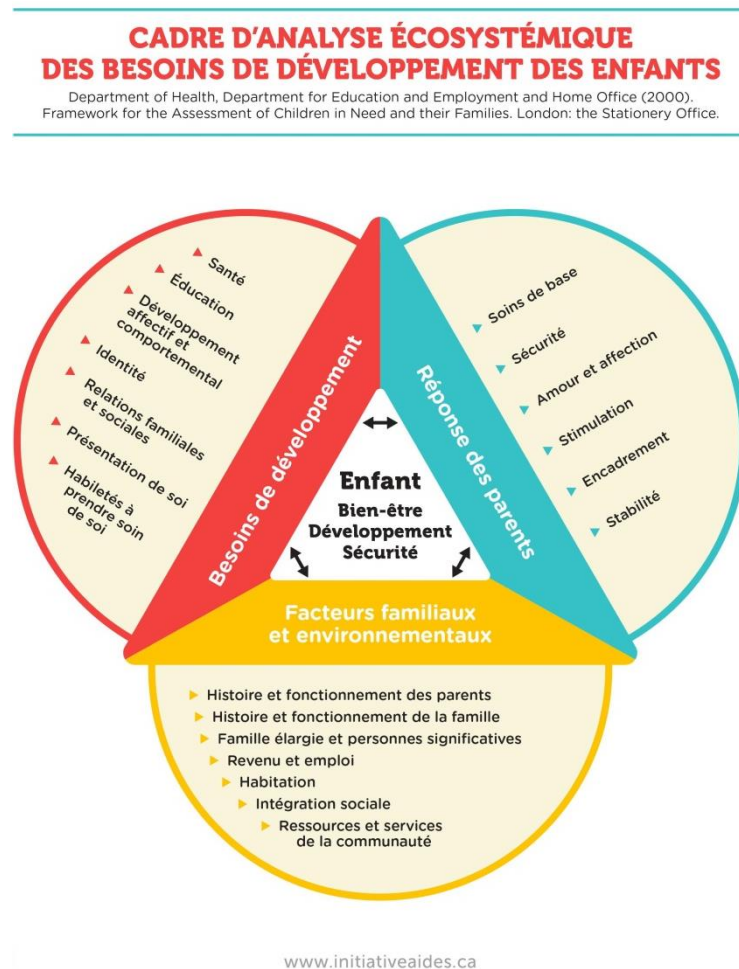 CADRE D'ANALYSE ÉCOSYSTÉMIQUE
DES BESOINS DE DÉVELOPPEMENT DES ENFANTS
Department of Health, Department for Education and Employment and Home Office (2000).
Framework for the Assessment of Children in Need and their Families. London: the Stationery Office.
Santé
Éducation
Développement
affectif et
comportemental
Identité
Relations familiales
et sociales
Présentation de soi
Habiletés à
prendre soin
de soi
Besoins de développement
Réponse des parents
Soins de base
Sécurité
Amour et affection
Stimulation
Encadrement
Stabilité
Enfant
Bien-être
Développement
Sécurité
Facteurs familiaux
et environnementaux
Histoire et fonctionnement des parents
Histoire et fonctionnement de la famille
Famille élargie et personnes significatives
Revenu et emploi
Habitation
Intégration sociale
Ressources et services
de la communauté
www.initiativeaides.ca